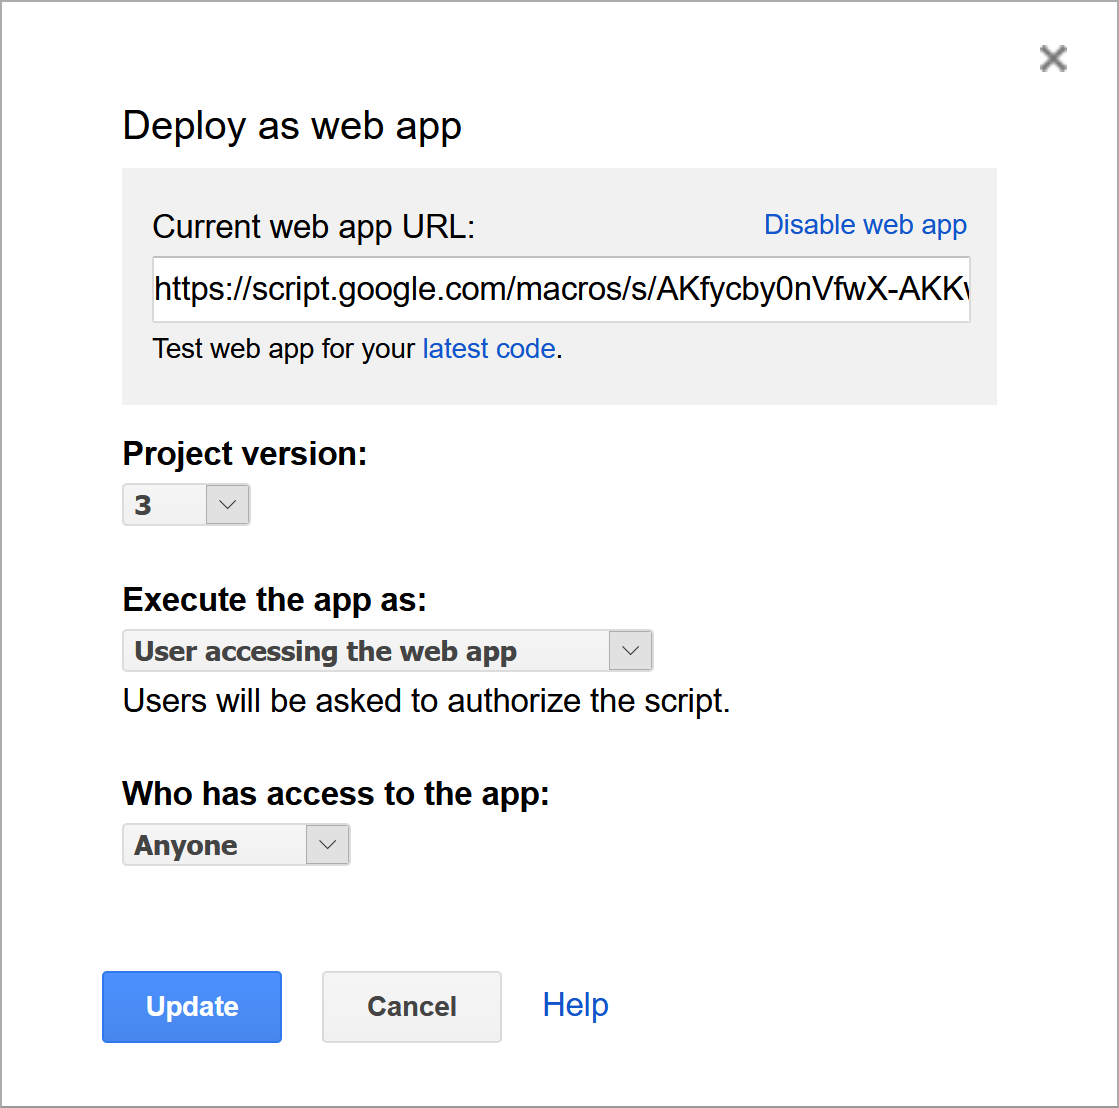 Deploy as web app
Current web app URL:
Disable web app
https://script.google.com/macros/s/AKfycby0nVfwX-AKKv
Test web app for your latest code.
Project version:
3
Execute the app as:
User accessing the web app
Users will be asked to authorize the script.
Who has access to the app:
Anyone
Update
Cancel
Help